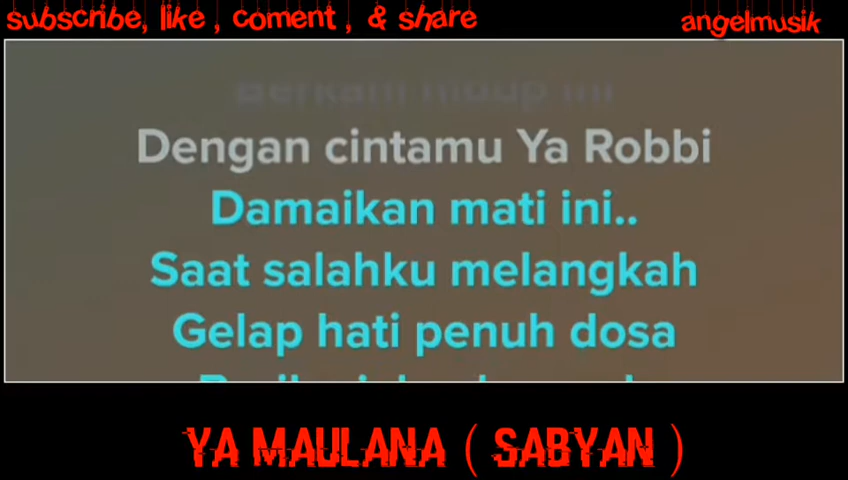 subscribe, like , coment , & share
angelmusik
Dengan cintamu Ya Robbi
Damaikan mati ini..
Saat salahku melangkah
Gelap hati penuh dosa
YA MAULANA ( SABYAN )